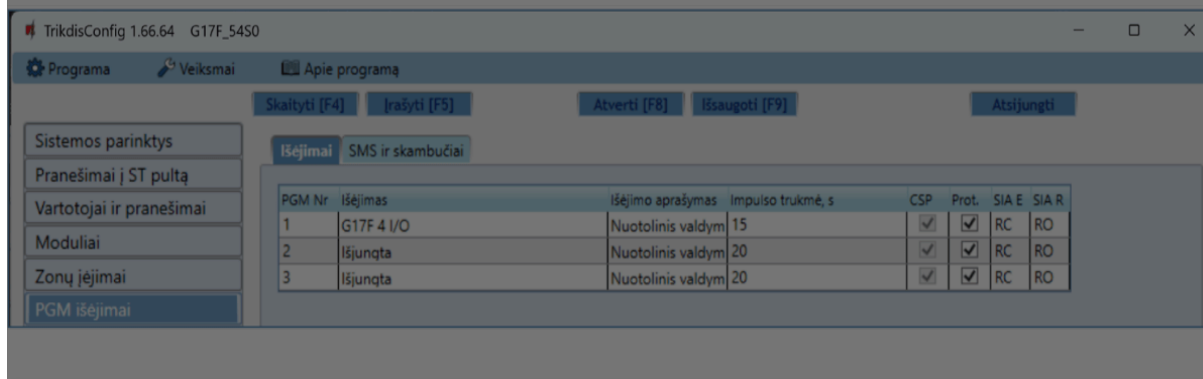 TrikdisConfig 1.66.64 G17F_54S0
Programa Veiksmai Apie programą
Skaityti [F4] Įrašyti [F5] Atverti [F8] Išsaugoti [F9] Atsijungti
Sistemos parinktys
Pranešimai į ST pultą
Vartotojai ir pranešimai
Moduliai
Zonų įėjimai
PGM išėjimai
Išėjimai SMS ir skambučiai
PGM Nr Išėjimas Išėjimo aprašymas Impulso trukmė, s CSP Prot. SIA E SIA R
1 G17F 4 I/O Nuotolinis valdym 15 RC RO
2 Išjungta Nuotolinis valdym 20 RC RO
3 Išjungta Nuotolinis valdym 20 RC RO